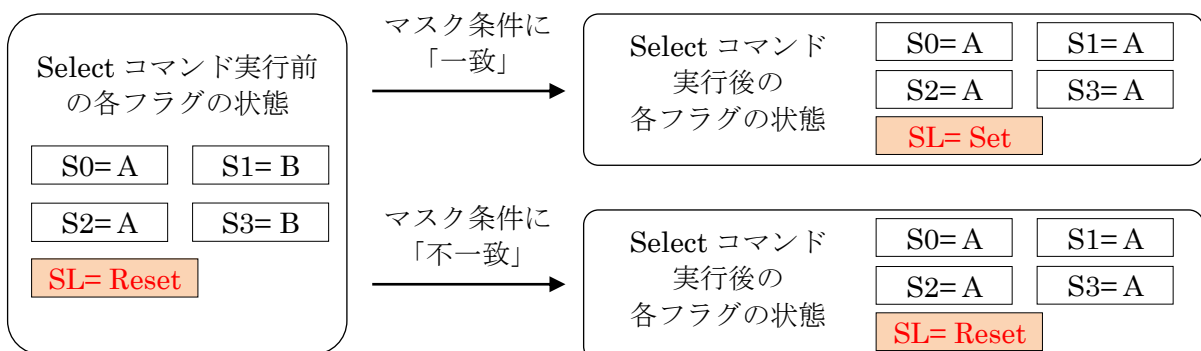 Select コマンド実行前
の各フラグの状態
S0= A
S1= B
S2= A
S3= B
SL= Reset
マスク条件に
「一致」
Select コマンド
実行後の
各フラグの状態
S0= A
S1= A
S2= A
S3= A
SL= Set
マスク条件に
「不一致」
Select コマンド
実行後の
各フラグの状態
S0= A
S1= A
S2= A
S3= A
SL= Reset